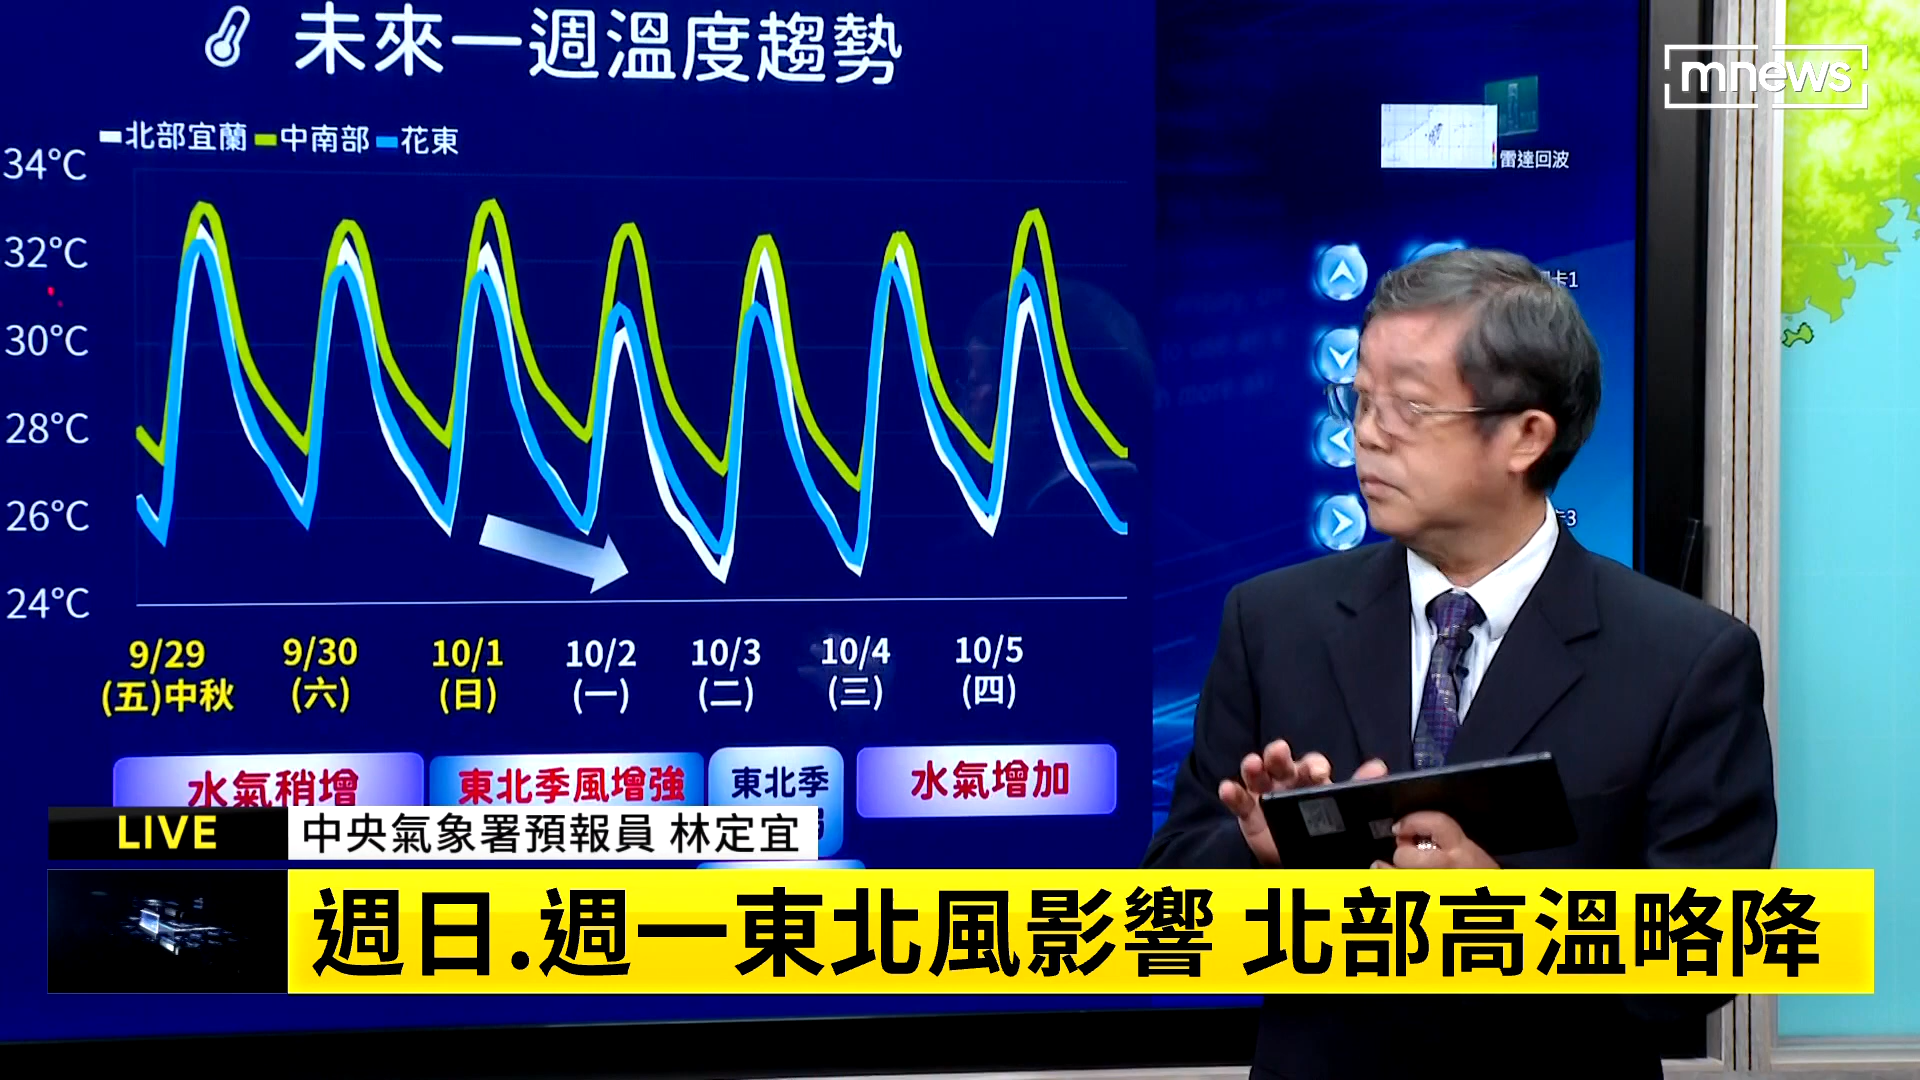 未來一週溫度趨勢
mnews
北部宜蘭 中南部 花東
雷達回波
34°C
32°C
30°C
28°C
26°C
24°C
卡1
卡3
9/29 9/30 10/1 10/2 10/3 10/4 10/5
(五)中秋 (六) (日) (一) (二) (三) (四)
水氣稍增 東北季風增強 東北季 水氣增加
LIVE 中央氣象署預報員 林定宜
週日.週一東北風影響 北部高溫略降